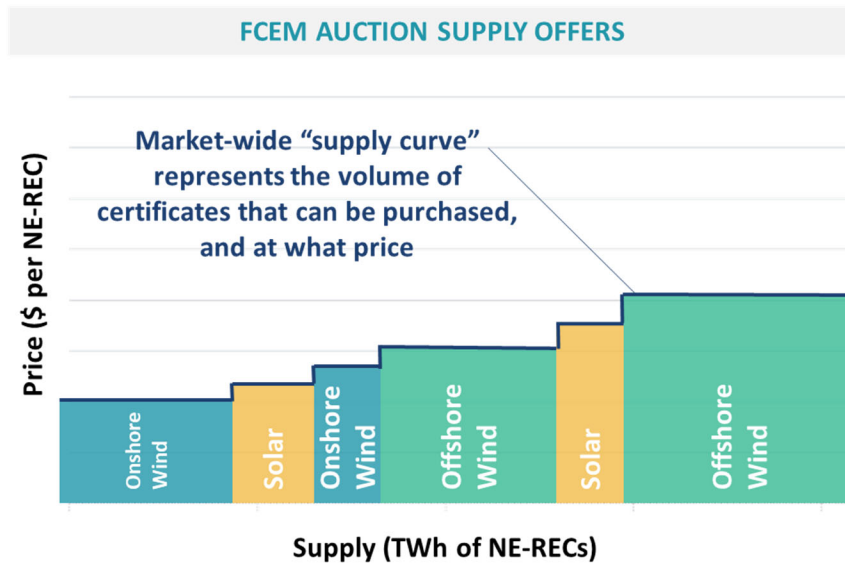 FCEM AUCTION SUPPLY OFFERS
Market-wide “supply curve”
represents the volume of
certificates that can be purchased,
and at what price
Price ($ per NE-REC)
Onshore
Wind
Solar
Onshore
Wind
Offshore
Wind
Solar
Offshore
Wind
Supply (TWh of NE-RECs)